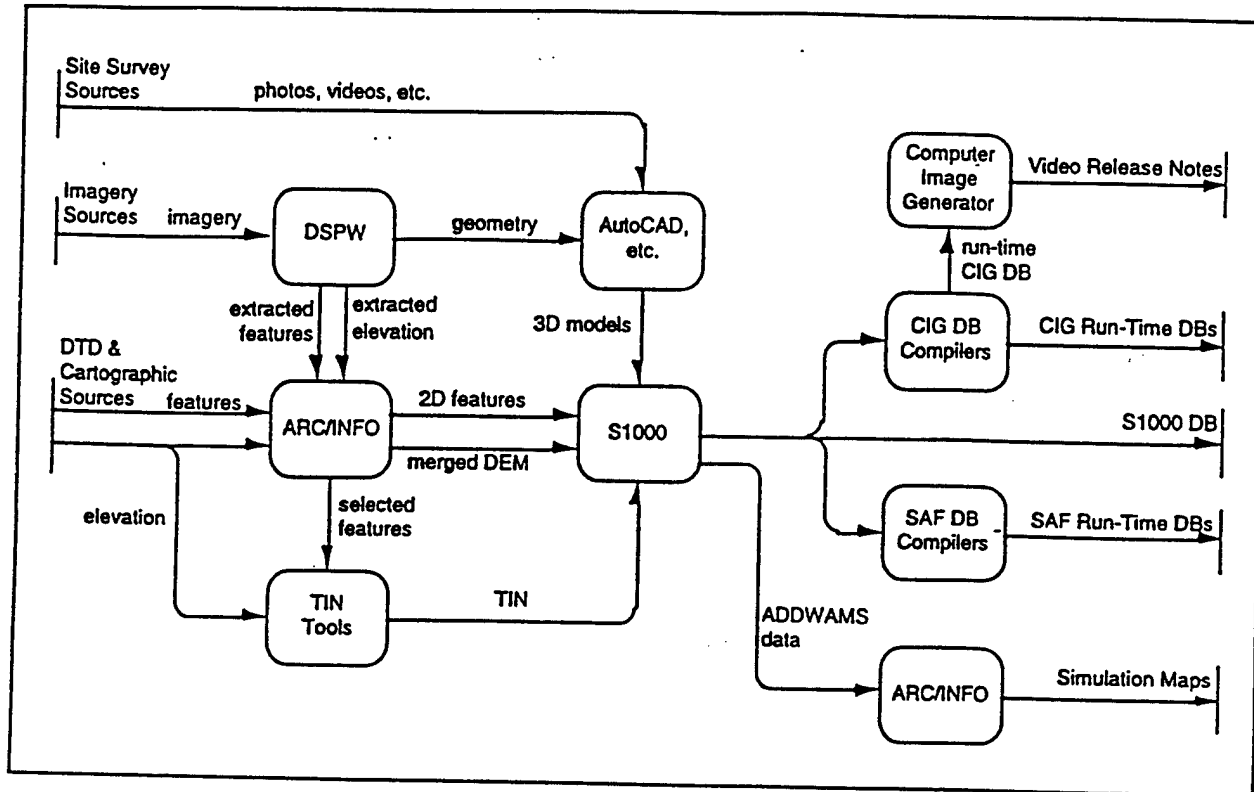 Site Survey
Sources
photos, videos, etc.
Imagery
Sources
imagery
DSPW
geometry
AutoCAD,
etc.
Computer
Image
Generator
Video Release Notes
run-time
CIG DB
extracted
features
extracted
elevation
3D models
CIG DB
Compilers
CIG Run-Time DBs
DTD &
Cartographic
Sources
features
ARC/INFO
2D features
merged DEM
S1000
S1000 DB
elevation
selected
features
SAF DB
Compilers
SAF Run-Time DBs
TIN
Tools
TIN
ADDWAMS
data
ARC/INFO
Simulation Maps